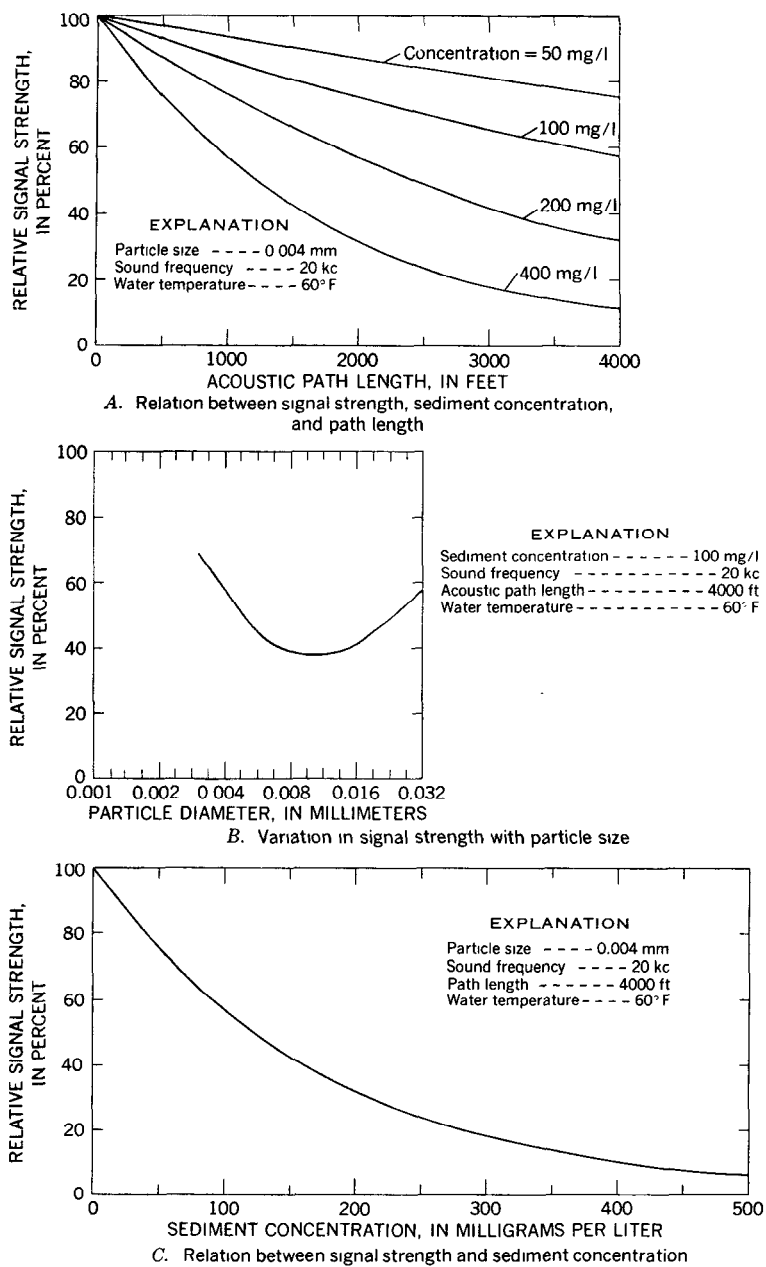 100
80
60
40
20
0
RELATIVE SIGNAL STRENGTH,
IN PERCENT
Concentration = 50 mg/l
100 mg/l
200 mg/l
400 mg/l
EXPLANATION
Particle size ---- 0 004 mm
Sound frequency ---- 20 kc
Water temperature ---- 60° F
0 1000 2000 3000 4000
ACOUSTIC PATH LENGTH, IN FEET
A. Relation between signal strength, sediment concentration,
and path length
100
80
60
40
20
0
RELATIVE SIGNAL STRENGTH,
IN PERCENT
EXPLANATION
Sediment concentration ------ 100 mg/l
Sound frequency --------- 20 kc
Acoustic path length -------- 4000 ft
Water temperature --------- 60° F
0.001 0.002 0 004 0.008 0.016 0.032
PARTICLE DIAMETER, IN MILLIMETERS
B. Variation in signal strength with particle size
100
80
60
40
20
0
RELATIVE SIGNAL STRENGTH,
IN PERCENT
EXPLANATION
Particle size ---- 0.004 mm
Sound frequency ---- 20 kc
Path length ------ 4000 ft
Water temperature ---- 60° F
0 100 200 300 400 500
SEDIMENT CONCENTRATION, IN MILLIGRAMS PER LITER
C. Relation between signal strength and sediment concentration